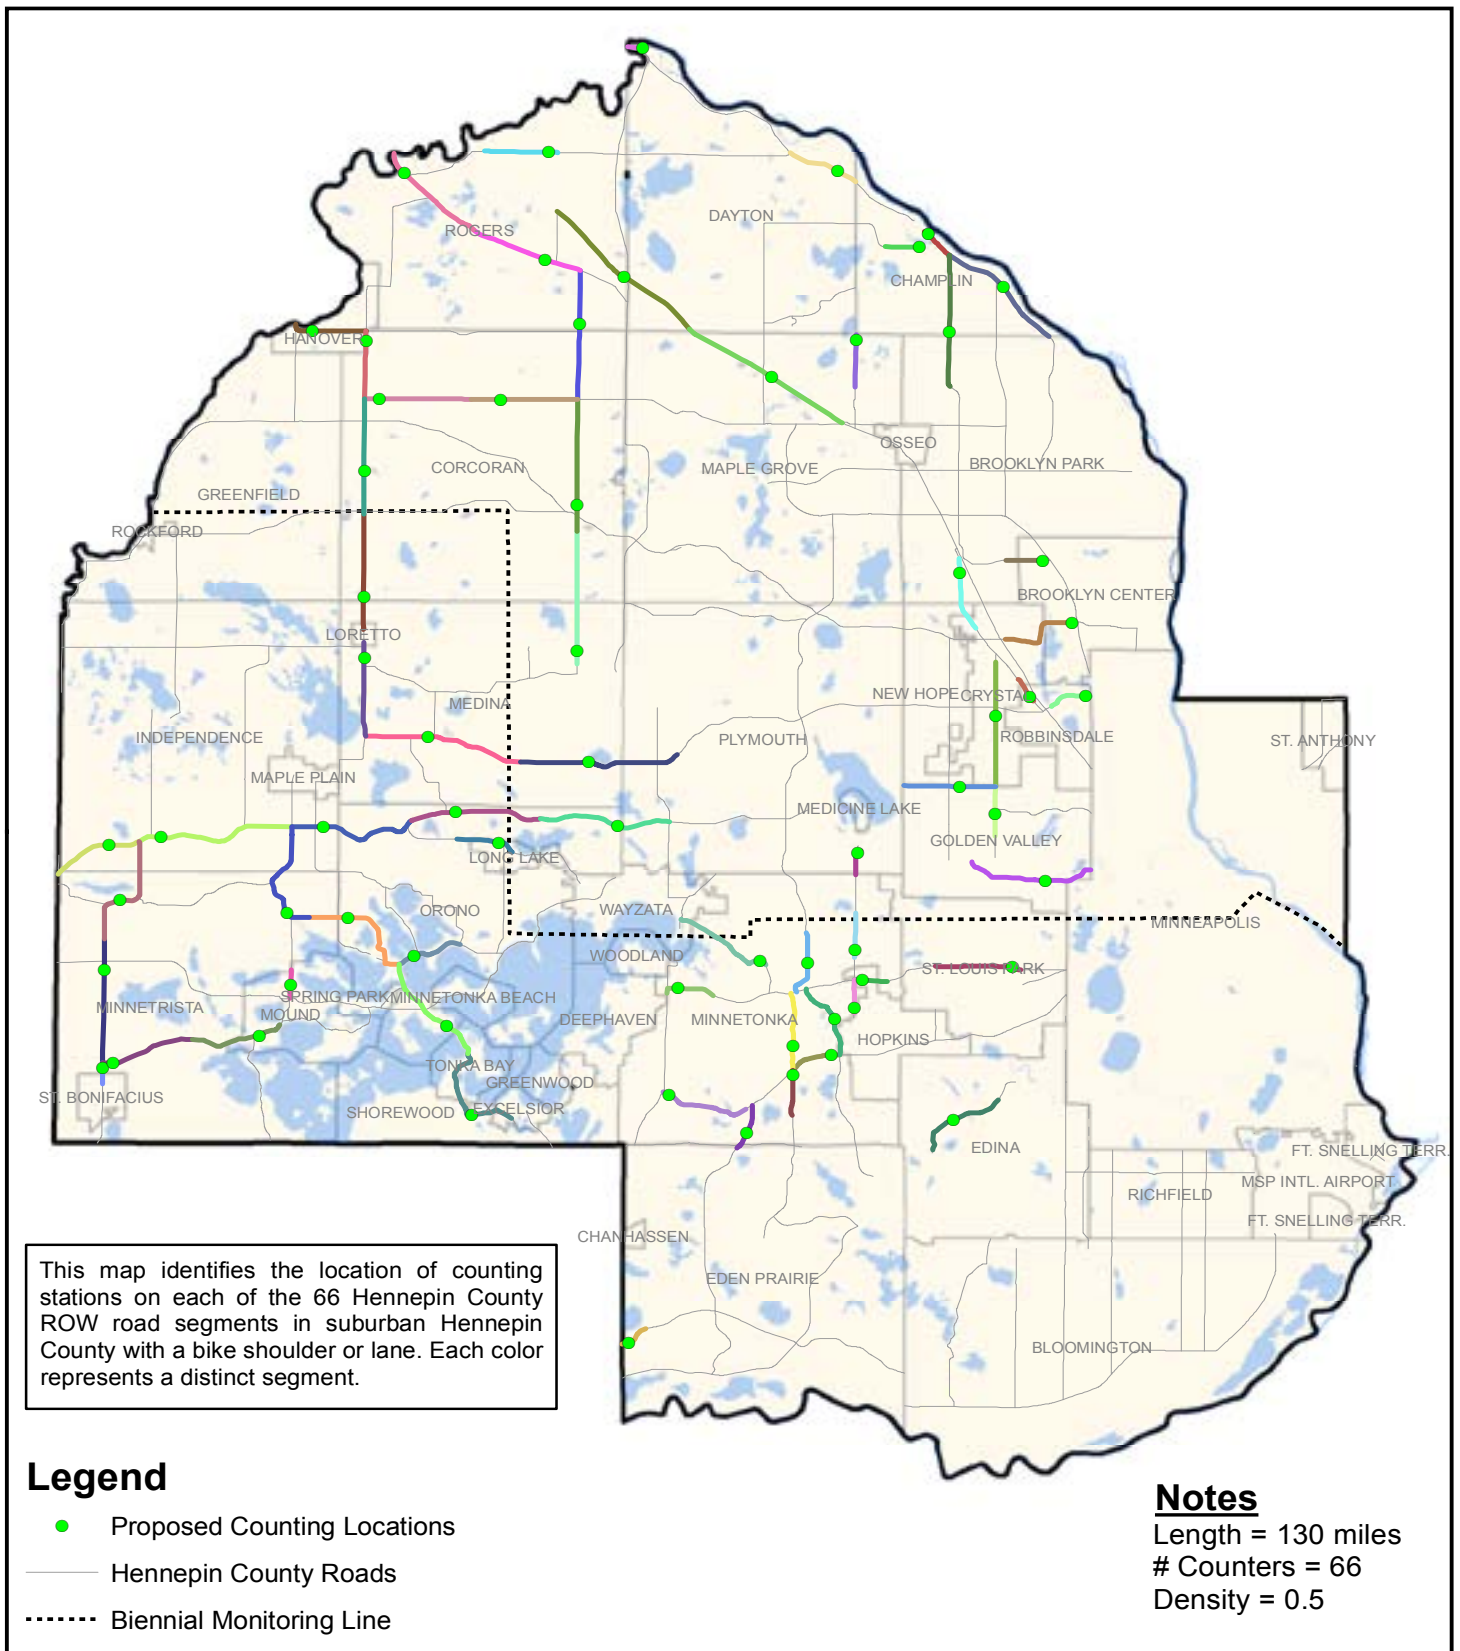 DAYTON
ROGERS
CHAMPLIN
HANOVER
OSSEO
CORCORAN
MAPLE GROVE
BROOKLYN PARK
GREENFIELD
ROCKFORD
BROOKLYN CENTER
LORETTO
NEW HOPE
CRYSTAL
MEDINA
ROBBINSDALE
ST. ANTHONY
INDEPENDENCE
PLYMOUTH
MAPLE PLAIN
MEDICINE LAKE
GOLDEN VALLEY
LONG LAKE
ORONO
WAYZATA
MINNEAPOLIS
WOODLAND
ST. LOUIS PARK
SPRING PARK
MINNETONKA BEACH
MINNETRISTA
MOUND
DEEPHAVEN
MINNETONKA
HOPKINS
TONKA BAY
GREENWOOD
ST. BONIFACIUS
SHOREWOOD
EXCELSIOR
EDINA
FT. SNELLING TERR.
MSP INTL. AIRPORT
RICHFIELD
FT. SNELLING TERR.
CHANHASSEN
EDEN PRAIRIE
BLOOMINGTON
This map identifies the location of counting
stations on each of the 66 Hennepin County
ROW road segments in suburban Hennepin
County with a bike shoulder or lane. Each color
represents a distinct segment.
Legend
Proposed Counting Locations
Hennepin County Roads
Biennial Monitoring Line
Notes
Length = 130 miles
# Counters = 66
Density = 0.5